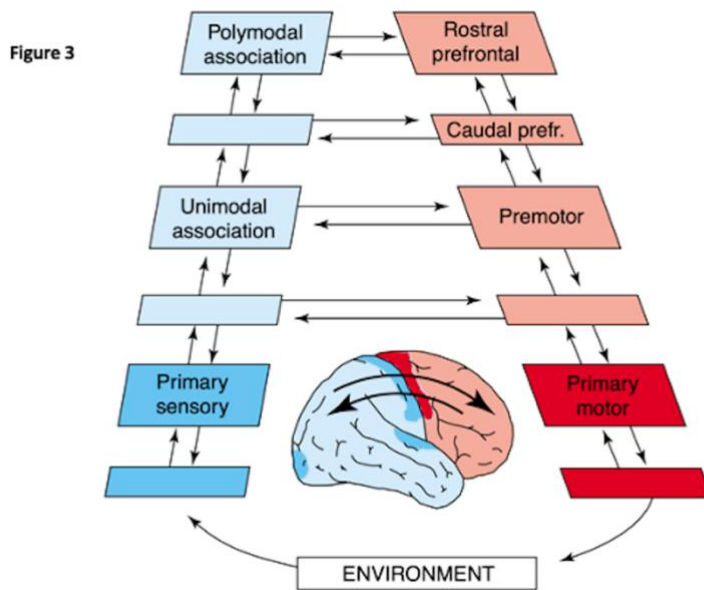 Figure 3
Polymodal
association
Rostral
prefrontal
Caudal prefr.
Unimodal
association
Premotor
Primary
sensory
Primary
motor
ENVIRONMENT